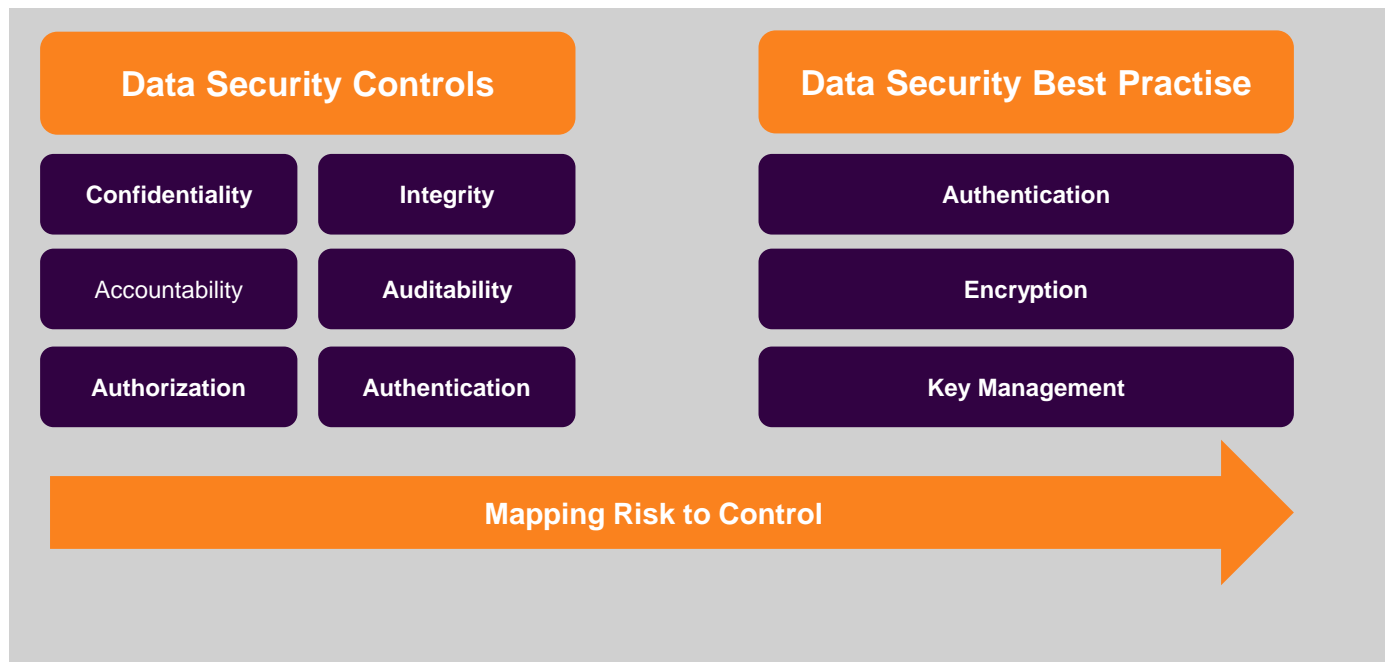 Data Security Controls
Data Security Best Practise
Confidentiality
Integrity
Authentication
Accountability
Auditability
Encryption
Authorization
Authentication
Key Management
Mapping Risk to Control